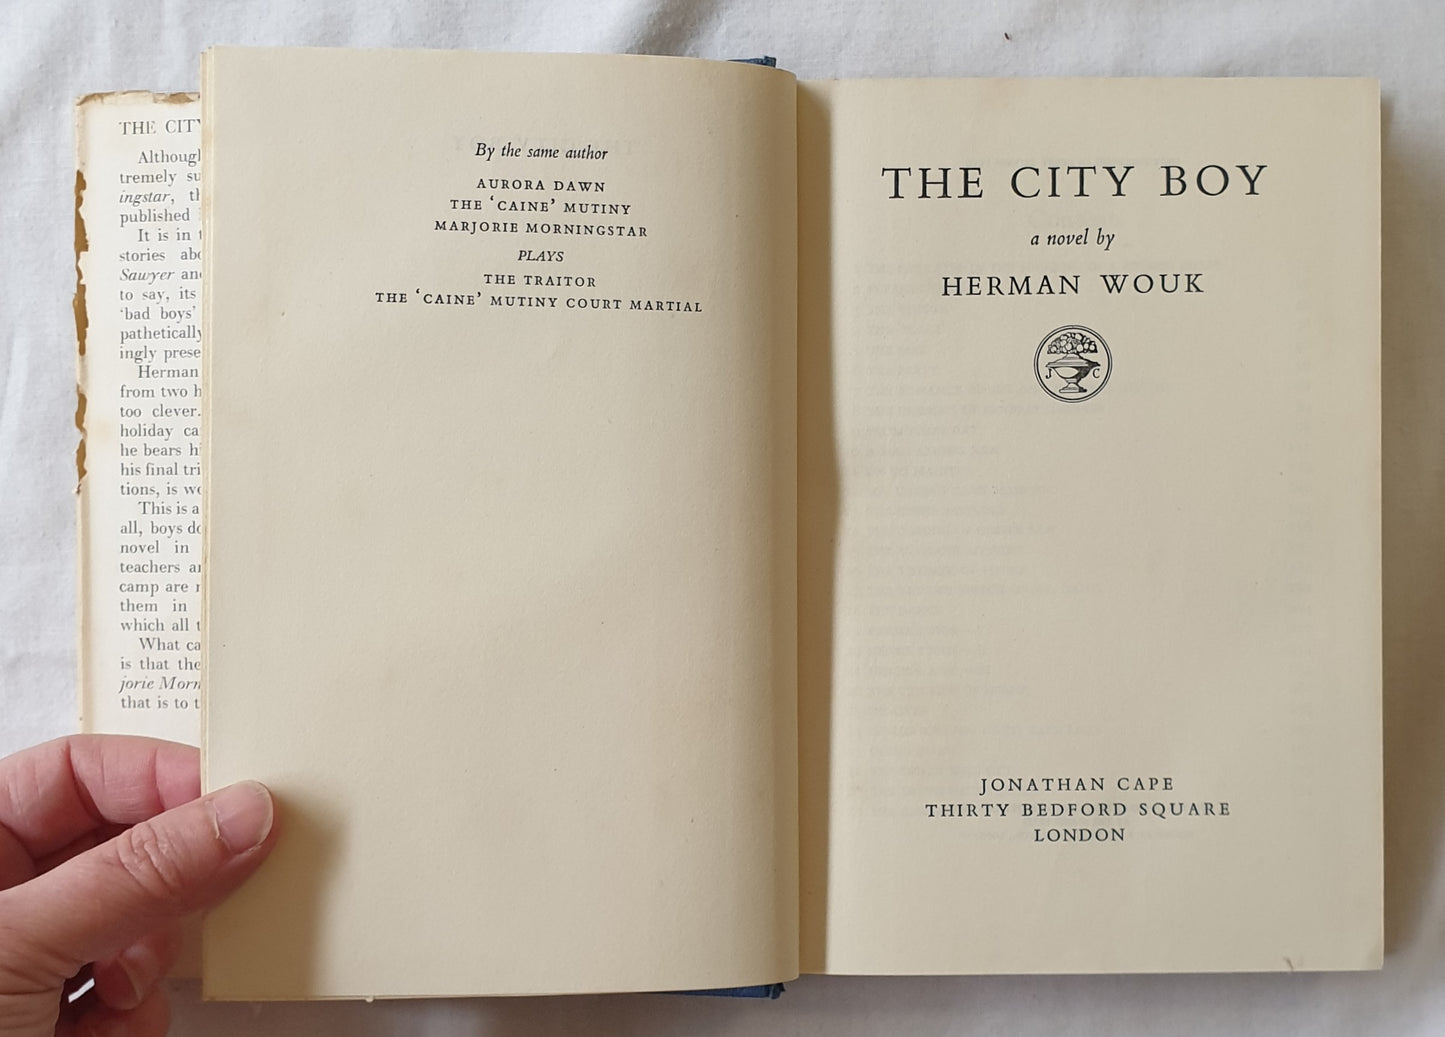 THE CITY
Although
tremely su
ingstar, th
published
It is in t
stories abo
Sawyer and
to say, its
'bad boys'
pathetically
ingly prese
Herman
from two h
too clever.
holiday ca
he bears hi
his final tri
tions, is wo
This is a
all, boys do
novel in
teachers an
camp are n
them in
which all t
What ca
is that the
jorie Morn
that is to t
By the same author
AURORA DAWN
THE ‘CAINE’ MUTINY
MARJORIE MORNINGSTAR
PLAYS
THE TRAITOR
THE ‘CAINE’ MUTINY COURT MARTIAL
THE CITY BOY
a novel by
HERMAN WOUK
J C
JONATHAN CAPE
THIRTY BEDFORD SQUARE
LONDON